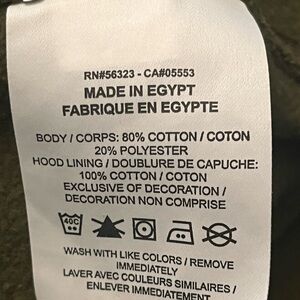 RN#56323 - CA#05553
MADE IN EGYPT
FABRIQUE EN EGYPTE
BODY / CORPS: 80% COTTON / COTON
20% POLYESTER
HOOD LINING / DOUBLURE DE CAPUCHE:
100% COTTON / COTON
EXCLUSIVE OF DECORATION /
DECORATION NON COMPRISE
40C
WASH WITH LIKE COLORS / REMOVE
IMMEDIATELY
LAVER AVEC COULEURS SIMILAIRES /
ENLEVER IMMEDIATEMENT